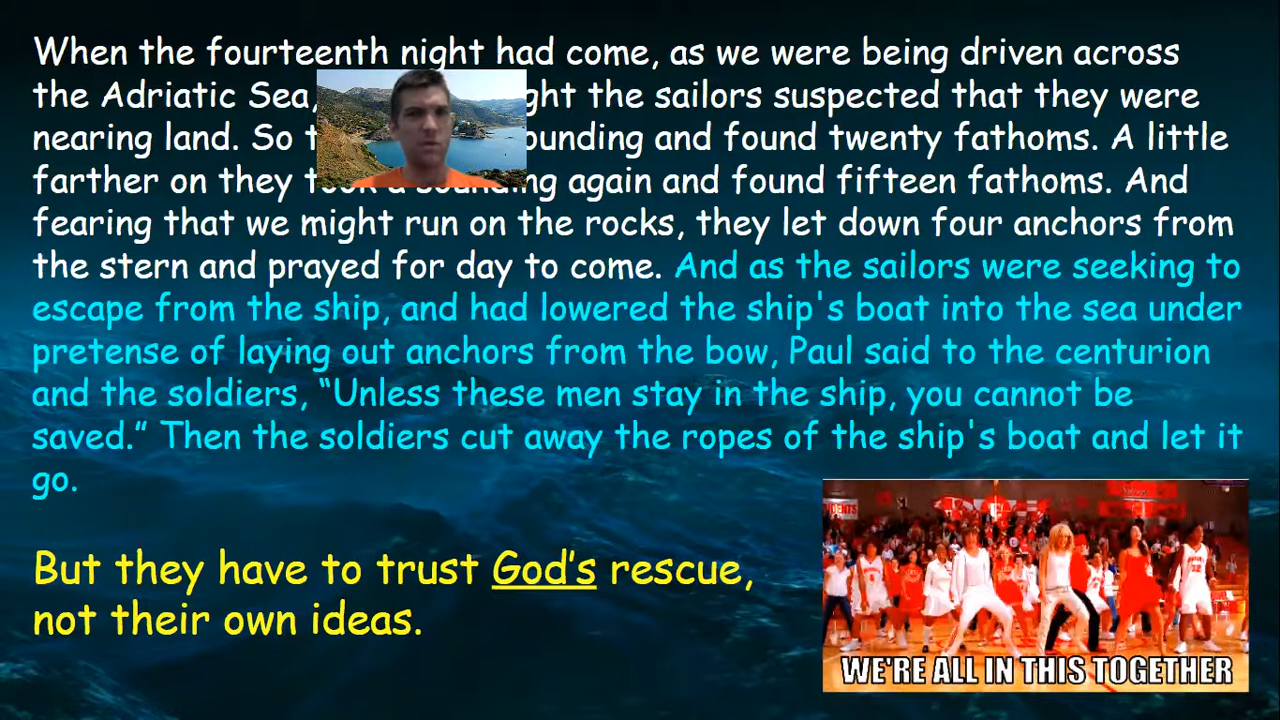 When the fourteenth night had come, as we were being driven across
the Adriatic Sea, the sailors suspected that they were
nearing land. So and found twenty fathoms. A little
farther on they took a sounding again and found fifteen fathoms. And
fearing that we might run on the rocks, they let down four anchors from
the stern and prayed for day to come. And as the sailors were seeking to
escape from the ship, and had lowered the ship's boat into the sea under
pretense of laying out anchors from the bow, Paul said to the centurion
and the soldiers, “Unless these men stay in the ship, you cannot be
saved.” Then the soldiers cut away the ropes of the ship's boat and let it
go.
But they have to trust God’s rescue,
not their own ideas.
WE'RE ALL IN THIS TOGETHER